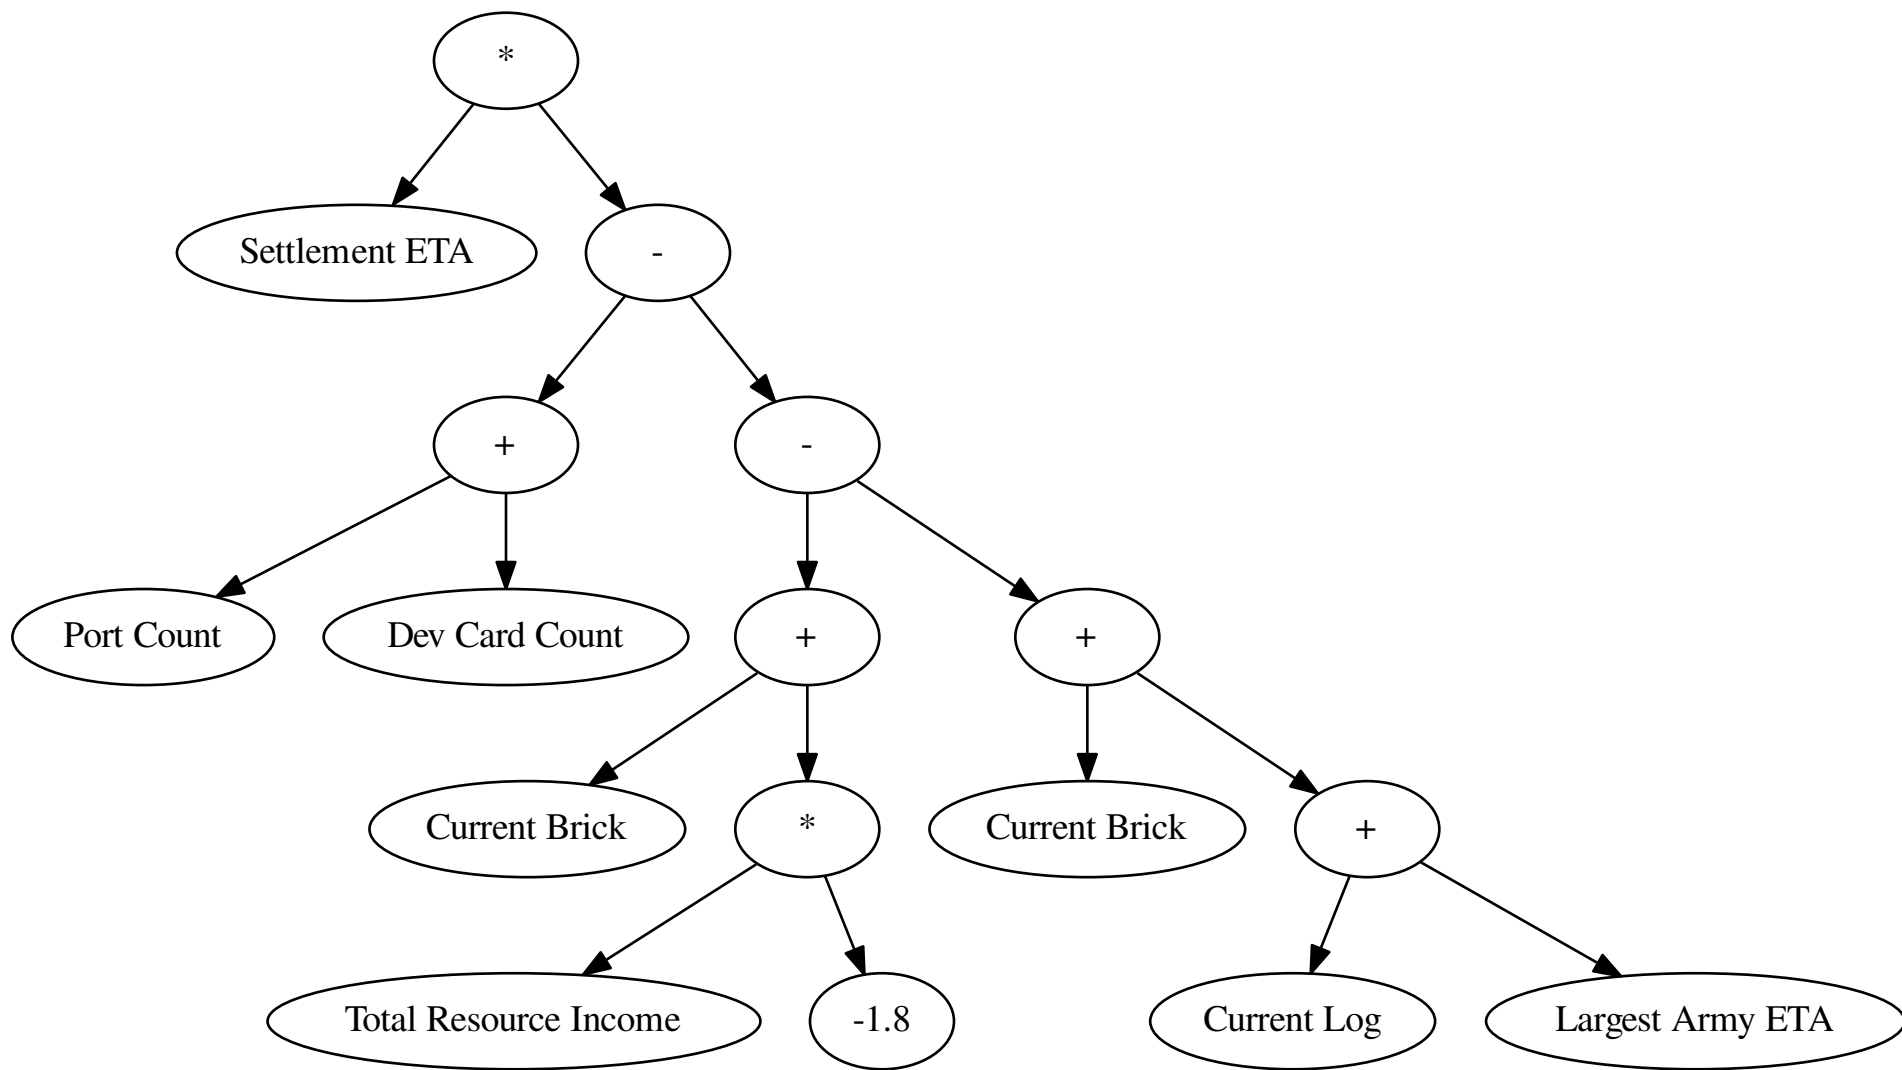 *
Settlement ETA
-
+
-
Port Count
Dev Card Count
+
+
Current Brick
*
Current Brick
+
Total Resource Income
-1.8
Current Log
Largest Army ETA